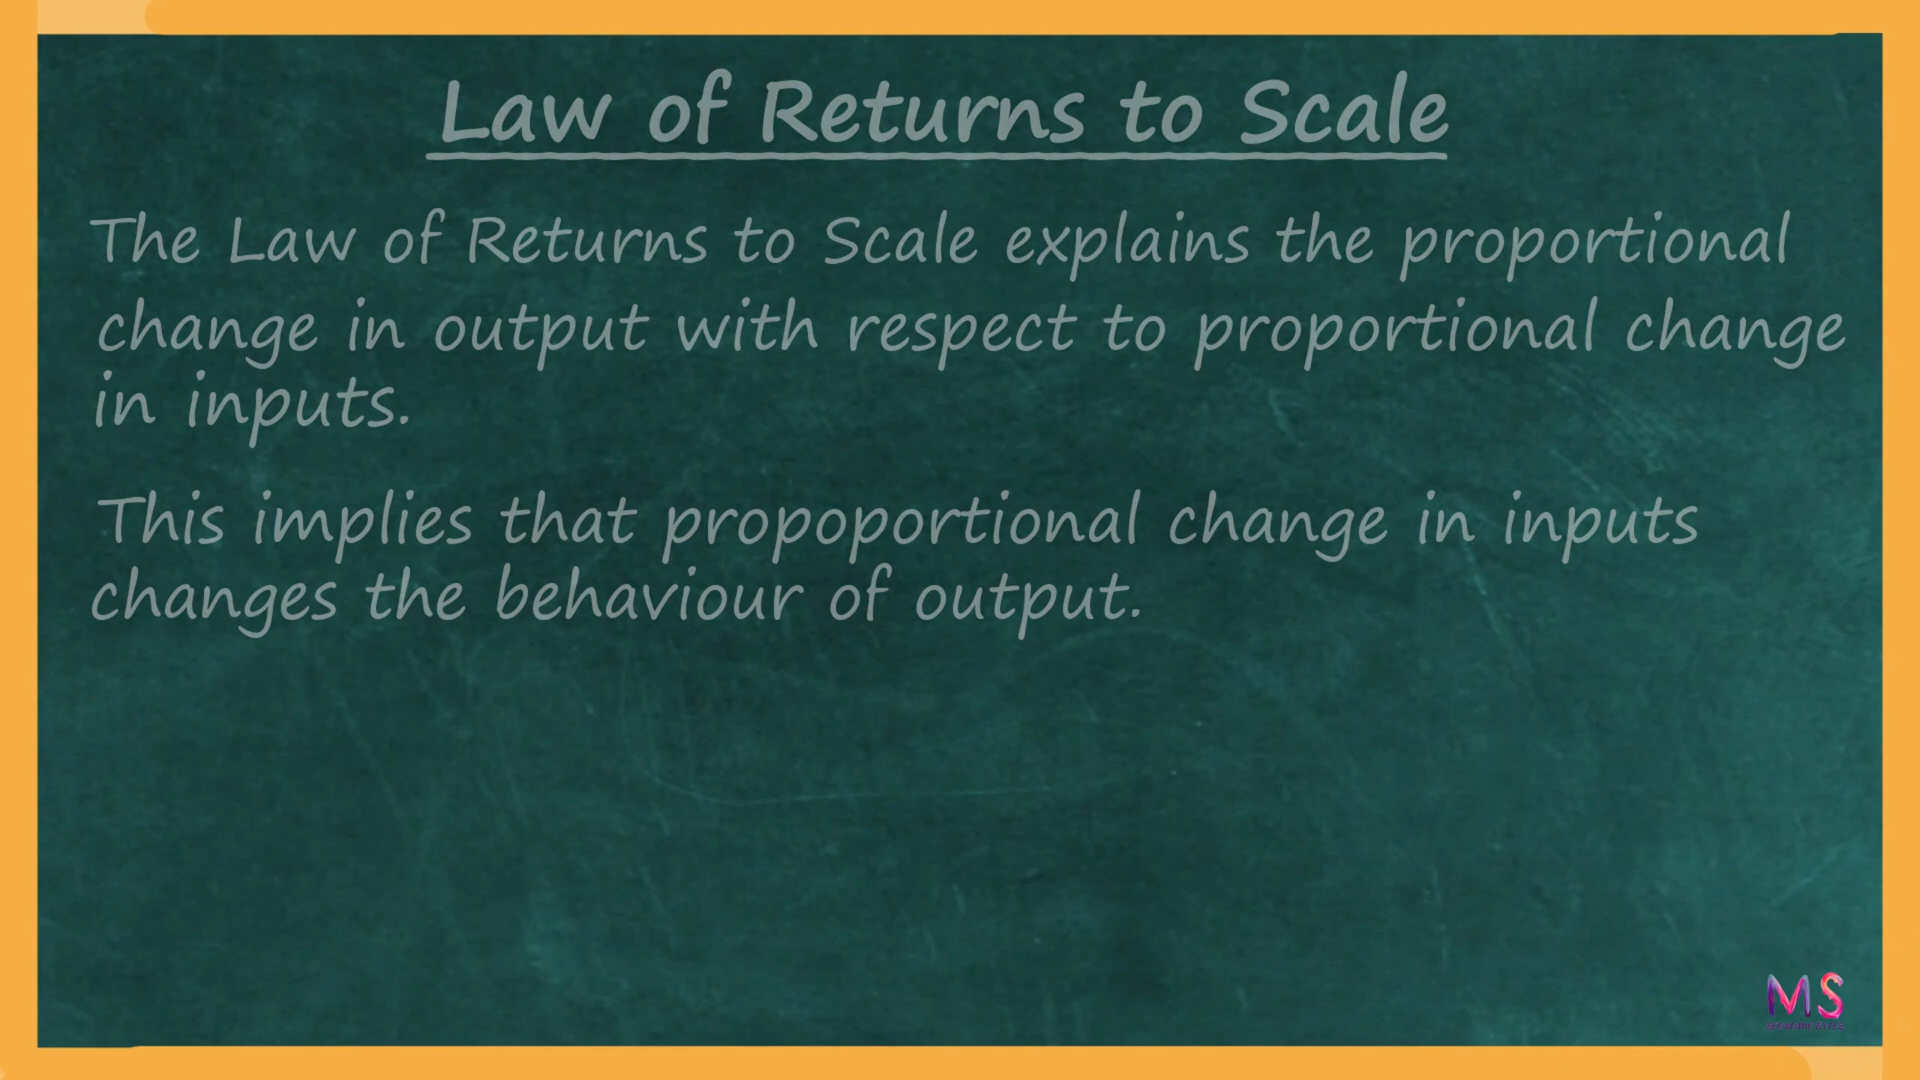 Law of Returns to Scale
The Law of Returns to Scale explains the proportional
change in output with respect to proportional change
in inputs.
This implies that propoportional change in inputs
changes the behaviour of output.
MS